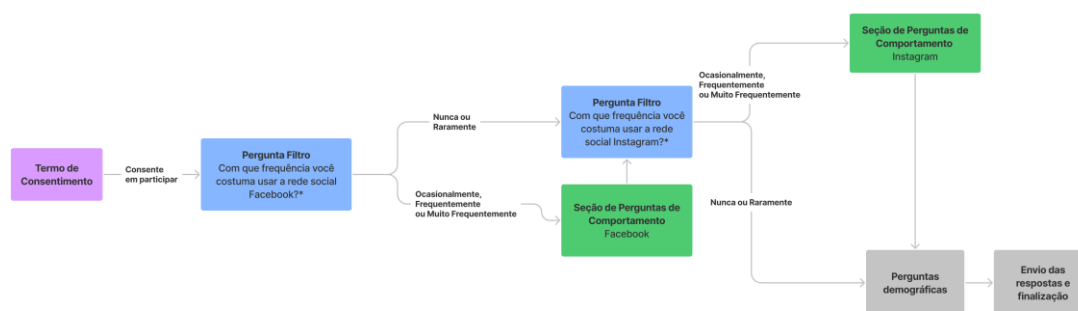 Termo de
Consentimento
Consente
em participar
Pergunta Filtro
Com que frequência você
costuma usar a rede social
Facebook?*
Nunca ou
Raramente
Ocasionalmente,
Frequentemente
ou Muito Frequentemente
Pergunta Filtro
Com que frequência você
costuma usar a rede
social Instagram?*
Seção de Perguntas de
Comportamento
Facebook
Ocasionalmente,
Frequentemente
ou Muito Frequentemente
Nunca ou Raramente
Seção de Perguntas de
Comportamento
Instagram
Perguntas
demográficas
Envio das
respostas e
finalização